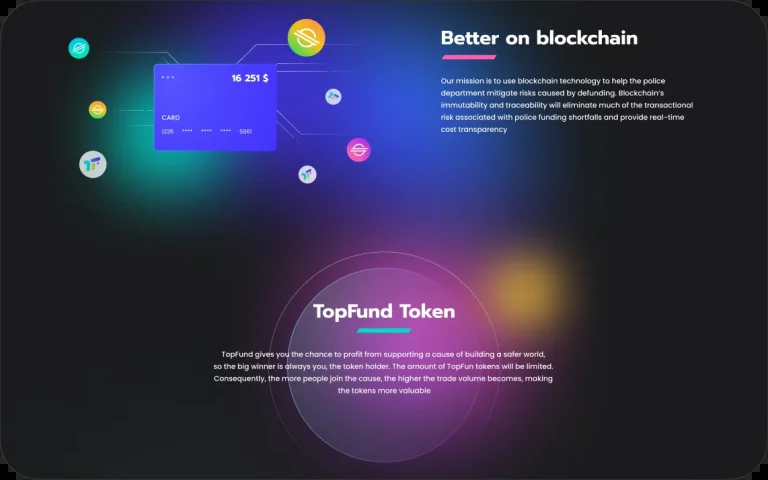 Better on blockchain
16 251 $
Our mission is to use blockchain technology to help the police
department mitigate risks caused by defunding. Blockchain's
immutability and traceability will eliminate much of the transactional
risk associated with police funding shortfalls and provide real-time
cost transparency
CARD
1235 **** **** **** 5661
TopFund Token
TopFund gives you the chance to profit from supporting a cause of building a safer world,
so the big winner is always you, the token holder. The amount of TopFun tokens will be limited.
Consequently, the more people join the cause, the higher the trade volume becomes, making
the tokens more valuable